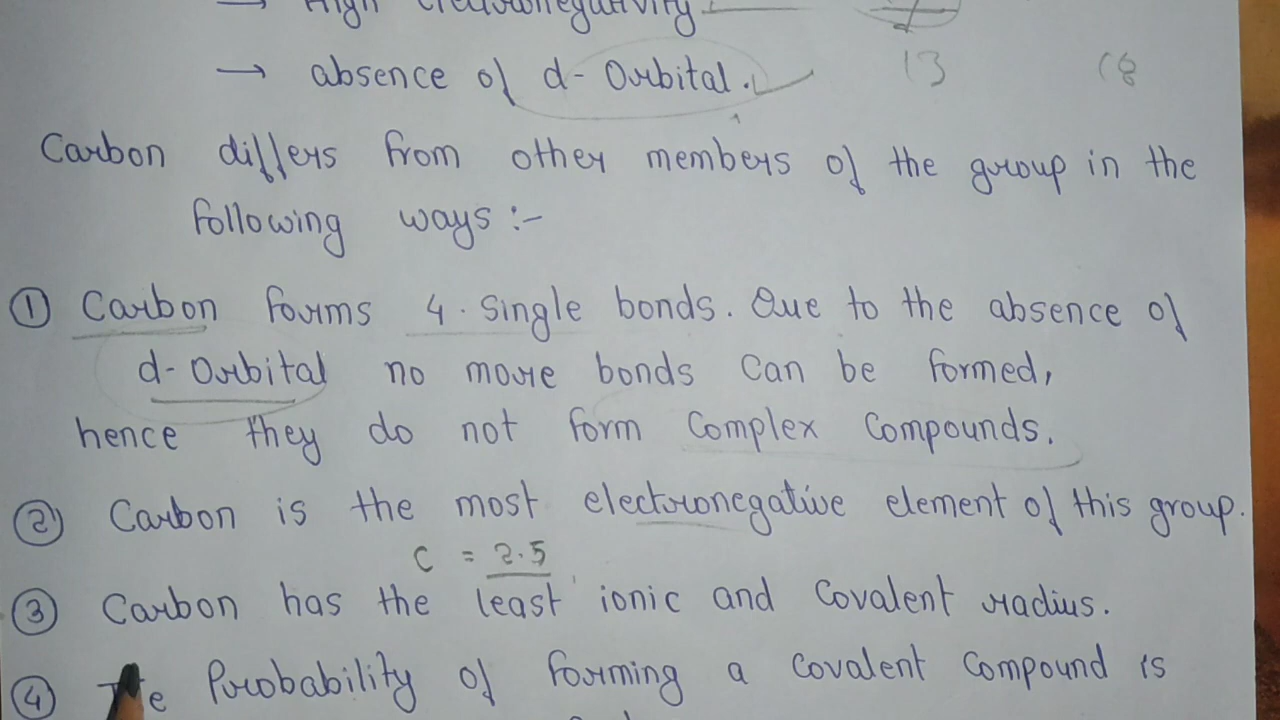 → High electronegativity
→ absence of d-Orbital.
13 18
Carbon differs from other members of the group in the
following ways :-
① Carbon forms 4 single bonds. Due to the absence of
d-Orbital no more bonds can be formed,
hence they do not form Complex Compounds.
② Carbon is the most electronegative element of this group.
C = 2.5
③ Carbon has the least ionic and Covalent radius.
④ The Probability of forming a covalent compound is